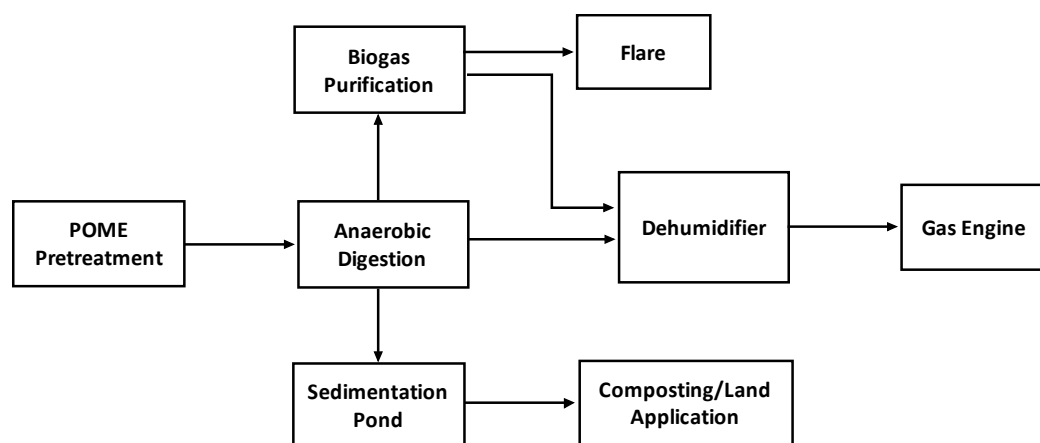 Biogas
Purification
Flare
POME
Pretreatment
Anaerobic
Digestion
Dehumidifier
Gas Engine
Sedimentation
Pond
Composting/Land
Application